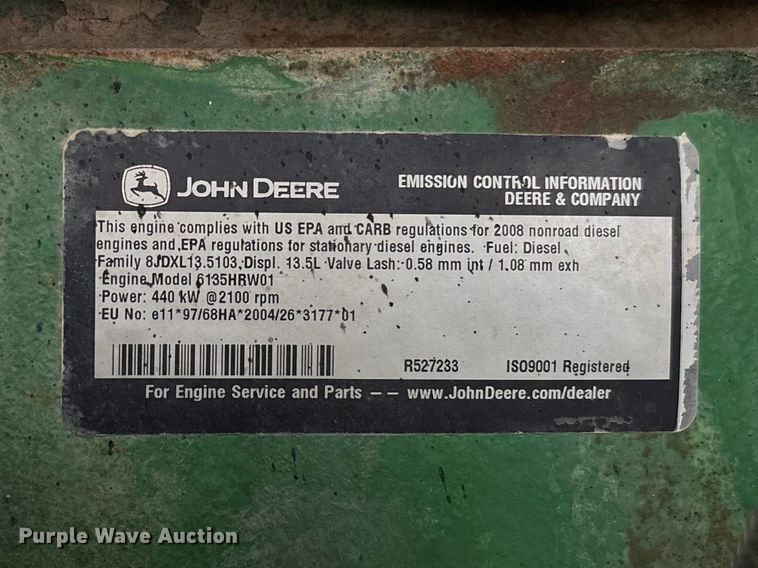 JOHN DEERE
EMISSION CONTROL INFORMATION
DEERE & COMPANY
This engine complies with US EPA and CARB regulations for 2008 nonroad diesel
engines and EPA regulations for stationary diesel engines. Fuel: Diesel
Family 8JDXL13.5103, Displ. 13.5L Valve Lash: 0.58 mm int / 1.08 mm exh
Engine Model 6135HRW01
Power: 440 kW @2100 rpm
EU No: e11*97/68HA*2004/26*3177*01
R527233 ISO9001 Registered
For Engine Service and Parts – – www.JohnDeere.com/dealer
Purple Wave Auction®